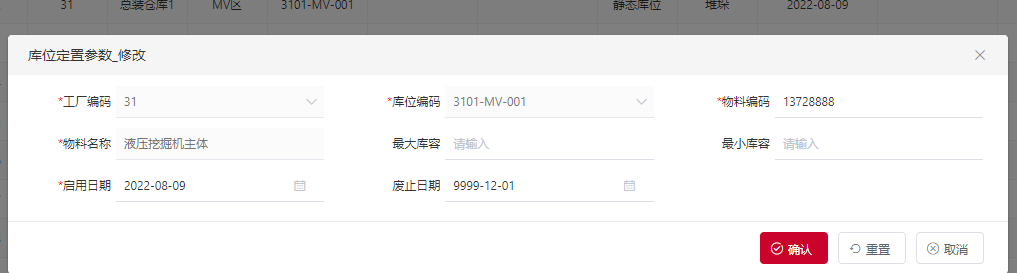 31 总装仓库1 MV区 3101-MV-001 静态库位 堆垛 2022-08-09
库位定置参数_修改
*工厂编码 31 *库位编码 3101-MV-001 *物料编码 13728888
*物料名称 液压挖掘机主体 最大库容 请输入 最小库容 请输入
*启用日期 2022-08-09 废止日期 9999-12-01
确认 重置 取消